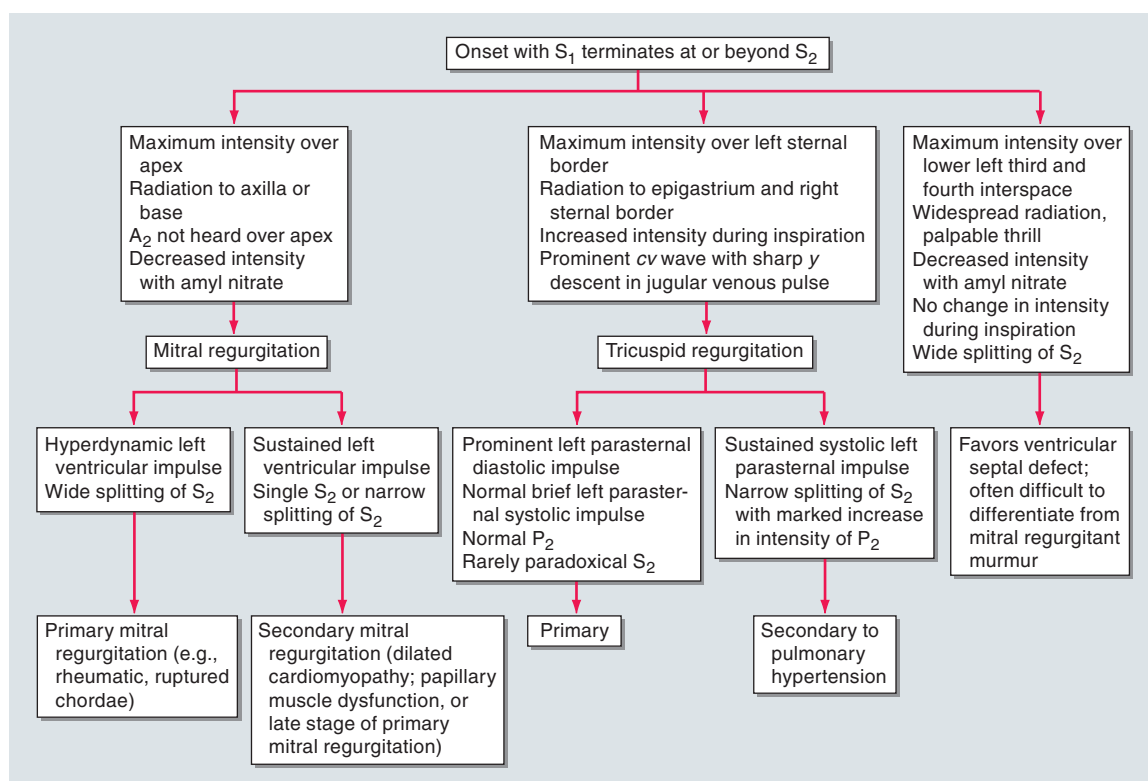 Onset with S1 terminates at or beyond S2
Maximum intensity over
apex
Radiation to axilla or
base
A2 not heard over apex
Decreased intensity
with amyl nitrate
Maximum intensity over left sternal
border
Radiation to epigastrium and right
sternal border
Increased intensity during inspiration
Prominent cv wave with sharp y
descent in jugular venous pulse
Maximum intensity over
lower left third and
fourth interspace
Widespread radiation,
palpable thrill
Decreased intensity
with amyl nitrate
No change in intensity
during inspiration
Wide splitting of S2
Mitral regurgitation
Tricuspid regurgitation
Hyperdynamic left
ventricular impulse
Wide splitting of S2
Sustained left
ventricular impulse
Single S2 or narrow
splitting of S2
Prominent left parasternal
diastolic impulse
Normal brief left paraster-
nal systolic impulse
Normal P2
Rarely paradoxical S2
Sustained systolic left
parasternal impulse
Narrow splitting of S2
with marked increase
in intensity of P2
Favors ventricular
septal defect;
often difficult to
differentiate from
mitral regurgitant
murmur
Primary mitral
regurgitation (e.g.,
rheumatic, ruptured
chordae)
Secondary mitral
regurgitation (dilated
cardiomyopathy; papillary
muscle dysfunction, or
late stage of primary
mitral regurgitation)
Primary
Secondary to
pulmonary
hypertension